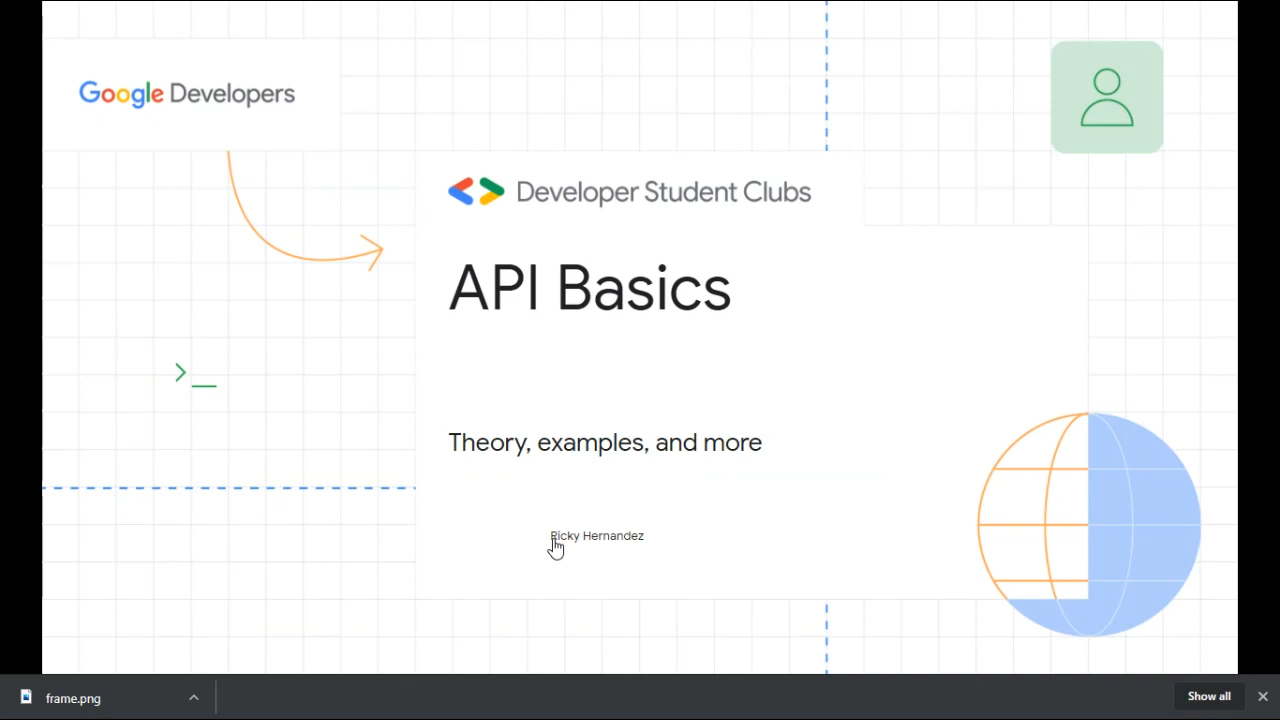 Google Developers
Developer Student Clubs
API Basics
>_
Theory, examples, and more
Ricky Hernandez
frame.png
Show all